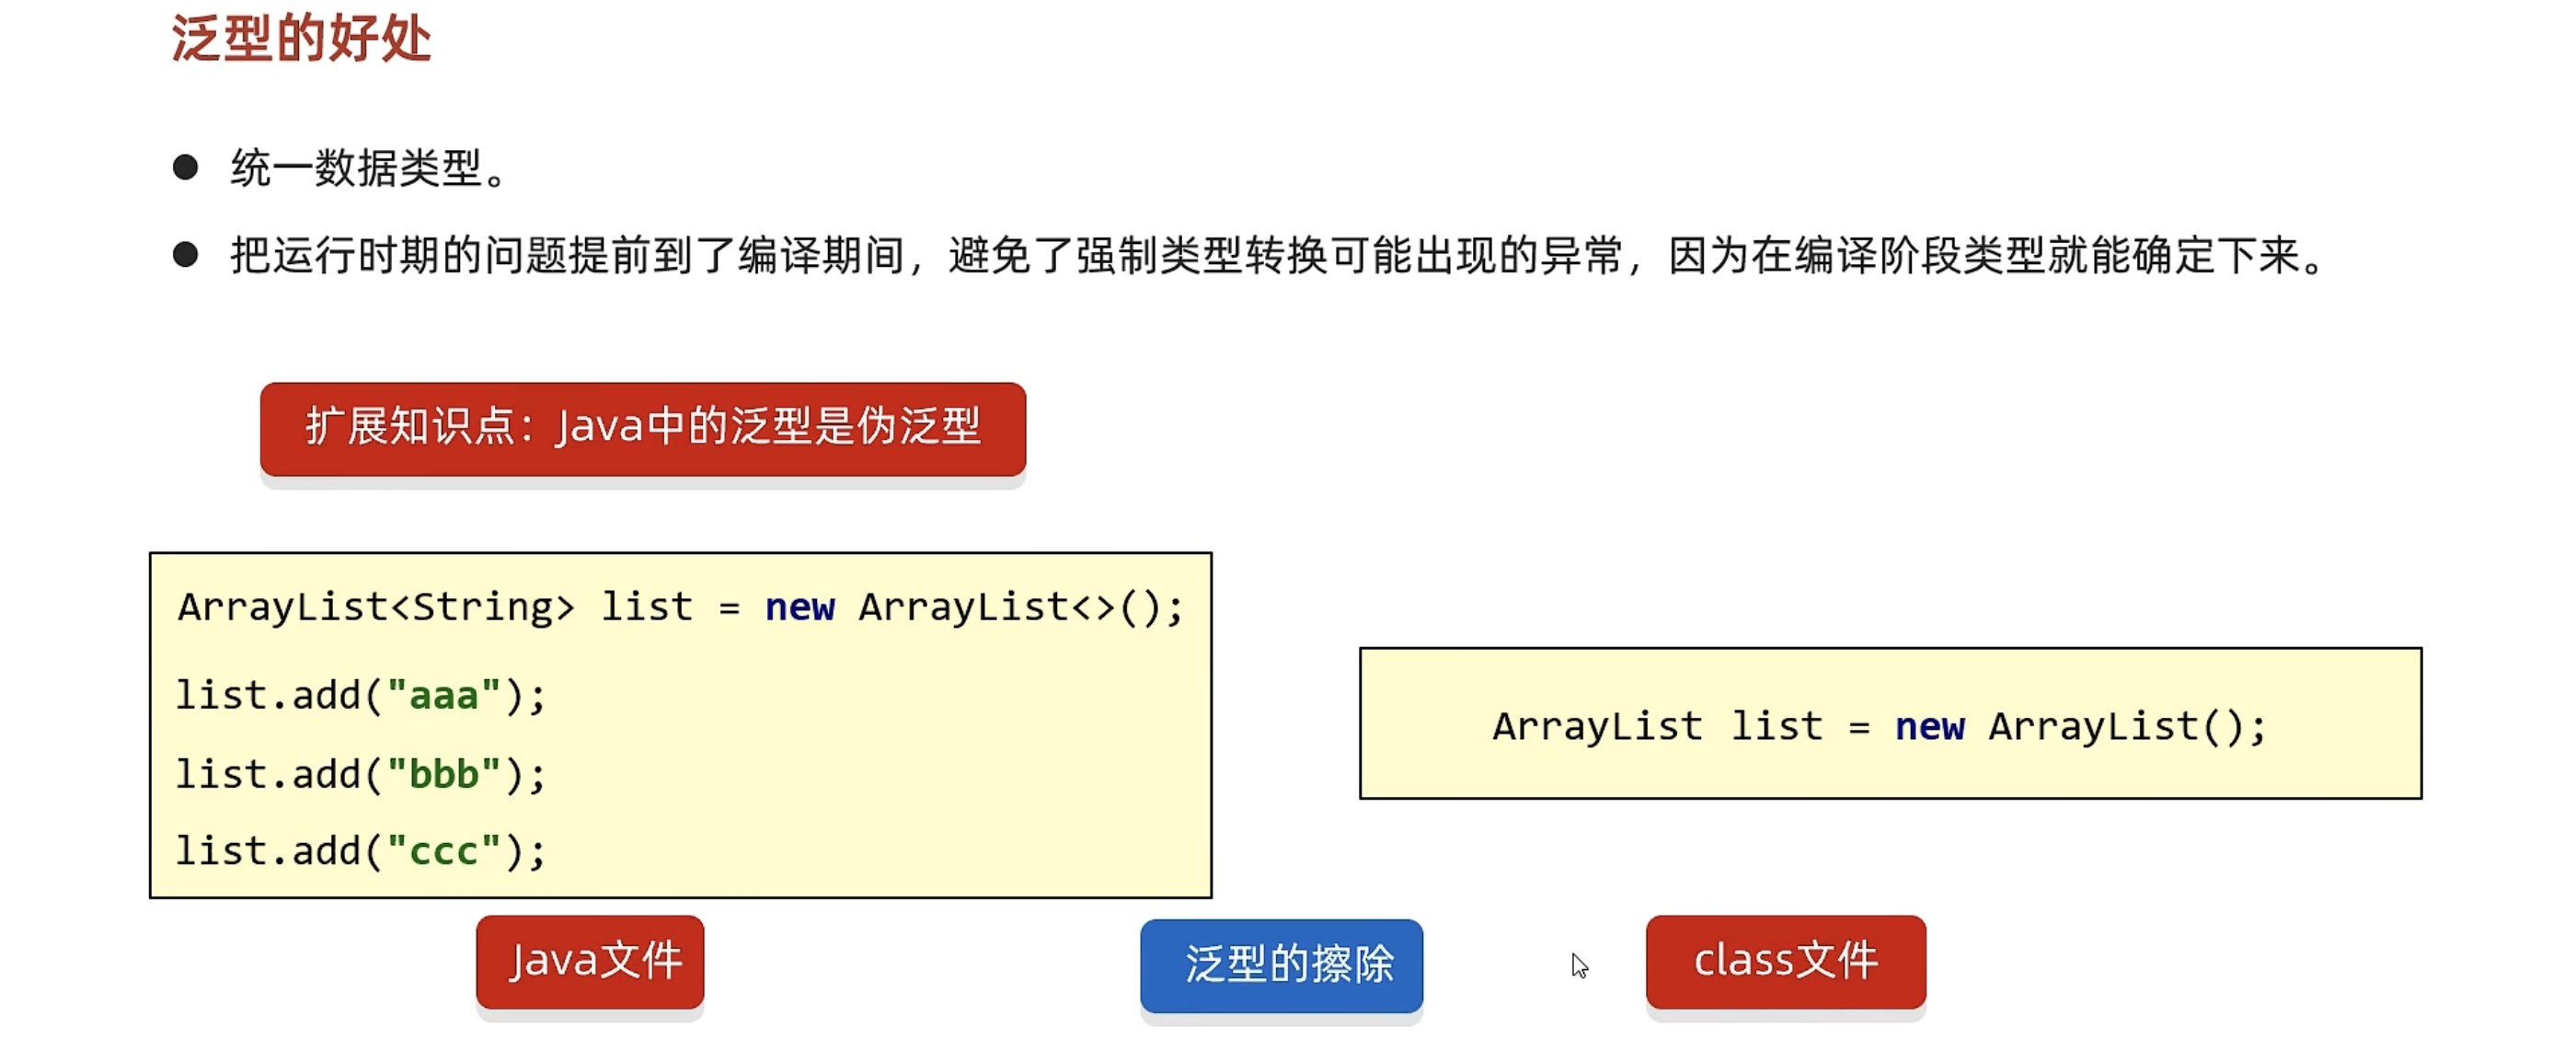 泛型的好处
● 统一数据类型。
● 把运行时期的问题提前到了编译期间，避免了强制类型转换可能出现的异常，因为在编译阶段类型就能确定下来。
扩展知识点：Java中的泛型是伪泛型
ArrayList<String> list = new ArrayList<>();
list.add("aaa");
list.add("bbb");
list.add("ccc");
ArrayList list = new ArrayList();
Java文件
泛型的擦除
class文件